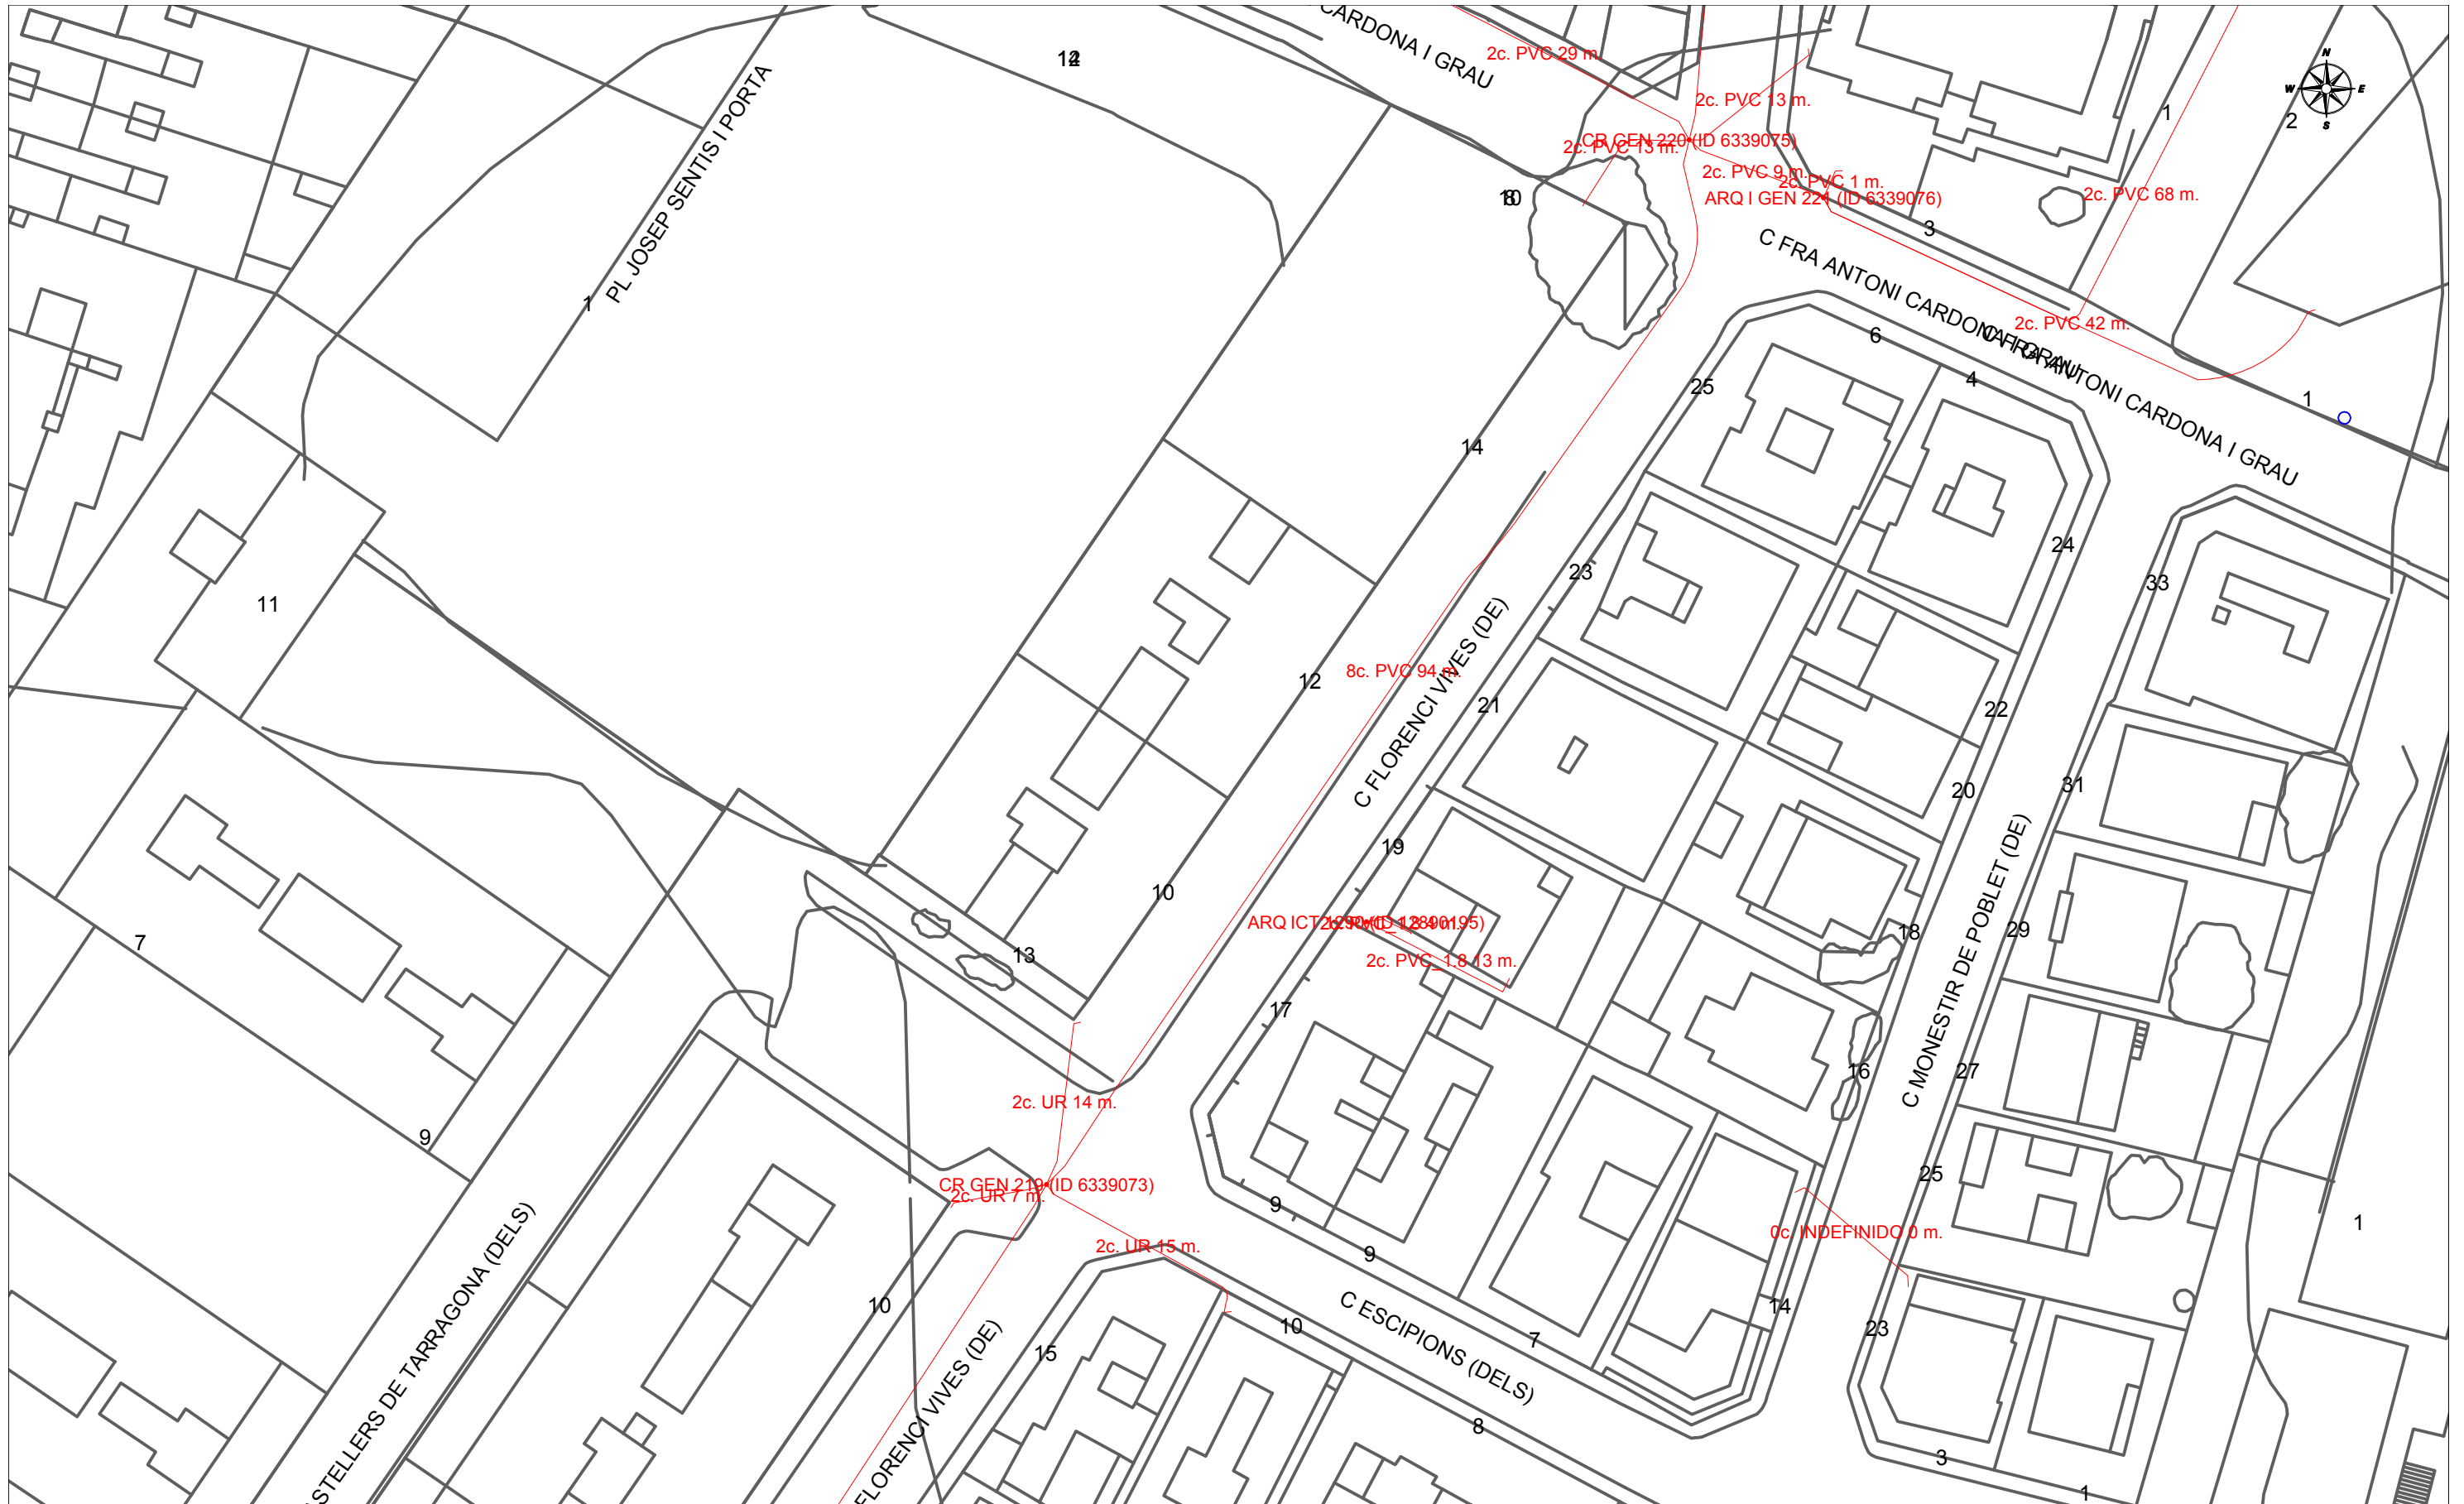 CARDONA I GRAU
2c. PVC 29 m.
N
W
E
S
PL JOSEP SENTIS I PORTA
2c. PVC 13 m.
1
2
CR GEN 220 (ID 6339075)
2c. PVC 13 m.
2c. PVC 9 m.
2c. PVC 1 m.
ARQ I GEN 221 (ID 6339076)
2c. PVC 68 m.
3
C FRA ANTONI CARDONA I GRAU
1
2c. PVC 42 m.
6
4
25
C FRA ANTONI CARDONA I GRAU
1
14
24
23
33
11
8c. PVC 94 m.
C FLORENCI VIVES (DE)
12
21
22
20
31
19
10
C MONESTIR DE POBLET (DE)
2c. PVC_1.8 13 m.
18
29
7
13
17
16
27
2c. UR 14 m.
9
CR GEN 219 (ID 6339073)
2c. UR 7 m.
25
9
1
0c. INDEFINIDO 0 m.
2c. UR 15 m.
9
ASTELLERS DE TARRAGONA (DELS)
10
C ESCIPIONS (DELS)
14
10
7
23
15
FLORENCI VIVES (DE)
8
3
1